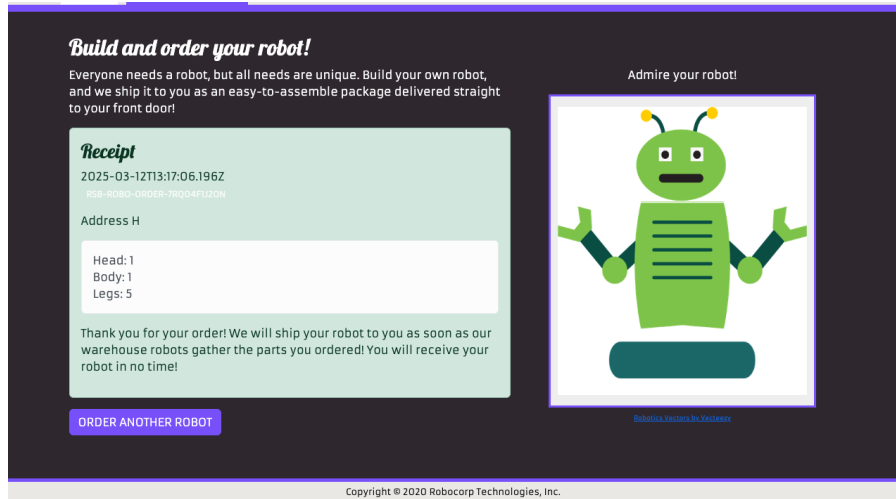 Build and order your robot!
Everyone needs a robot, but all needs are unique. Build your own robot,
and we ship it to you as an easy-to-assemble package delivered straight
to your front door!
Receipt
2025-03-12T13:17:06.196Z
Address H
Head: 1
Body: 1
Legs: 5
Thank you for your order! We will ship your robot to you as soon as our
warehouse robots gather the parts you ordered! You will receive your
robot in no time!
ORDER ANOTHER ROBOT
Admire your robot!
Robotics Vectors by Vecteezy
Copyright © 2020 Robocorp Technologies, Inc.